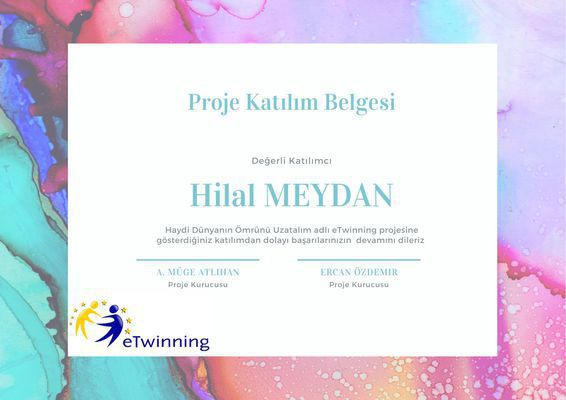 Proje Katılım Belgesi
Değerli Katılımcı
Hilal MEYDAN
Haydi Dünyanın Ömrünü Uzatalım adlı eTwinning projesine
gösterdiğiniz katılımdan dolayı başarılarınızın devamını dileriz
A. MÜGE ATLIHAN
ERCAN ÖZDEMIR
Proje Kurucusu
Proje Kurucusu
eTwinning